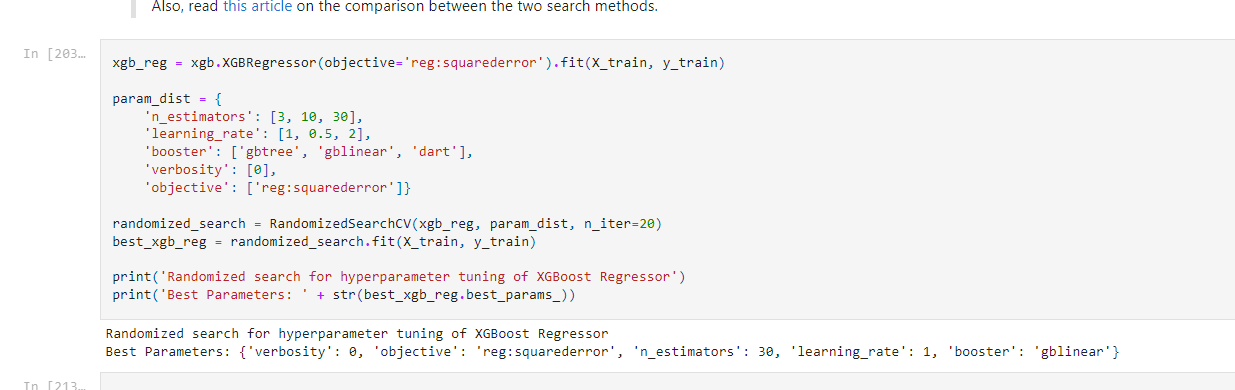 Also, read this article on the comparison between the two search methods.
In [203…
xgb_reg = xgb.XGBRegressor(objective='reg:squarederror').fit(X_train, y_train)
param_dist = {
'n_estimators': [3, 10, 30],
'learning_rate': [1, 0.5, 2],
'booster': ['gbtree', 'gblinear', 'dart'],
'verbosity': [0],
'objective': ['reg:squarederror']}
randomized_search = RandomizedSearchCV(xgb_reg, param_dist, n_iter=20)
best_xgb_reg = randomized_search.fit(X_train, y_train)
print('Randomized search for hyperparameter tuning of XGBoost Regressor')
print('Best Parameters: ' + str(best_xgb_reg.best_params_))
Randomized search for hyperparameter tuning of XGBoost Regressor
Best Parameters: {'verbosity': 0, 'objective': 'reg:squarederror', 'n_estimators': 30, 'learning_rate': 1, 'booster': 'gblinear'}
In [213…